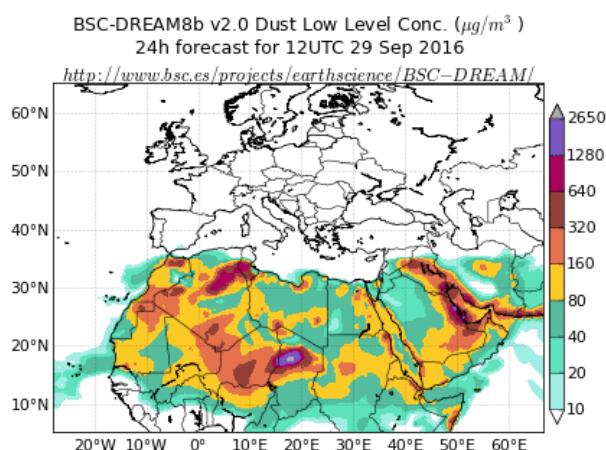 BSC-DREAM8b v2.0 Dust Low Level Conc. (μg/m³ )
24h forecast for 12UTC 29 Sep 2016
http://www.bsc.es/projects/earthscience/BSC−DREAM/
60°N
50°N
40°N
30°N
20°N
10°N
20°W 10°W 0° 10°E 20°E 30°E 40°E 50°E 60°E
2650
1280
640
320
160
80
40
20
10